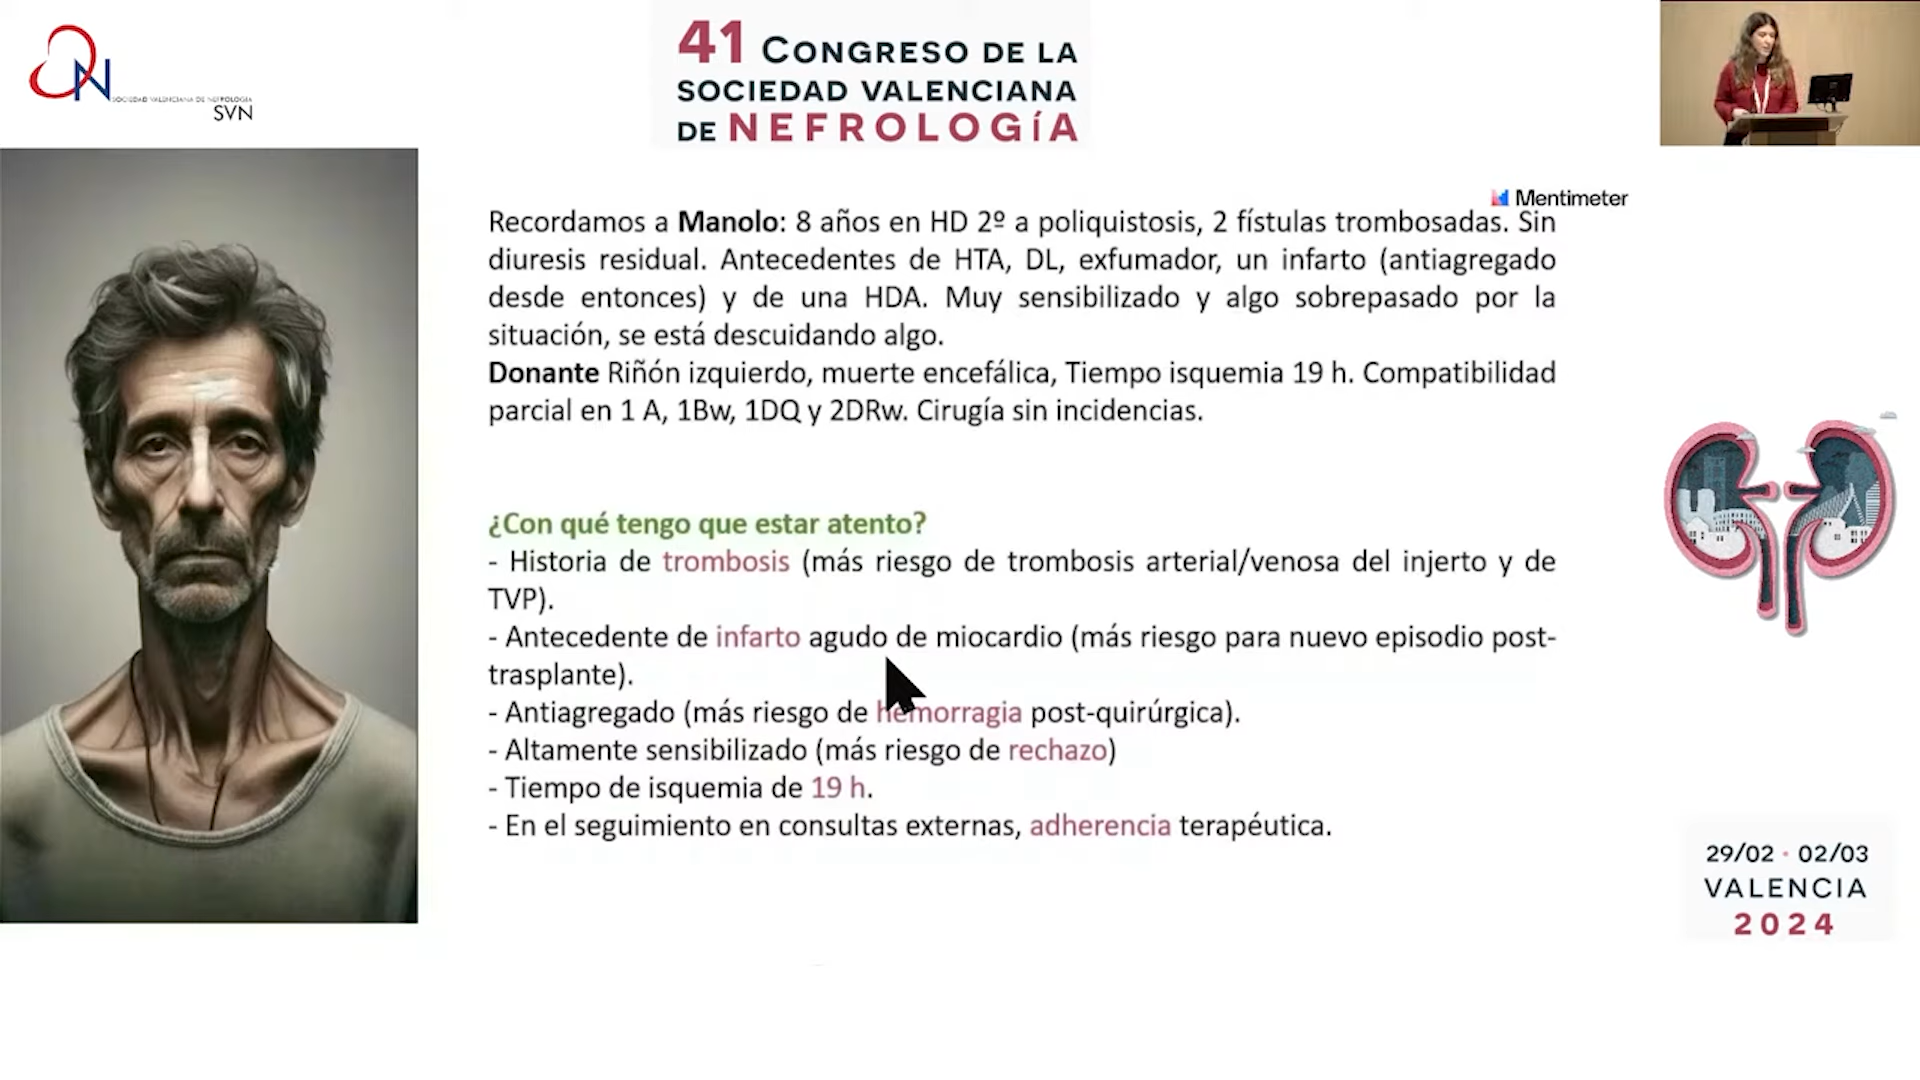 SOCIEDAD VALENCIANA DE NEFROLOGÍA
SVN
41 CONGRESO DE LA
SOCIEDAD VALENCIANA
DE NEFROLOGíA
Mentimeter
Recordamos a Manolo: 8 años en HD 2º a poliquistosis, 2 fístulas trombosadas. Sin
diuresis residual. Antecedentes de HTA, DL, exfumador, un infarto (antiagregado
desde entonces) y de una HDA. Muy sensibilizado y algo sobrepasado por la
situación, se está descuidando algo.
Donante Riñón izquierdo, muerte encefálica, Tiempo isquemia 19 h. Compatibilidad
parcial en 1 A, 1Bw, 1DQ y 2DRw. Cirugía sin incidencias.
¿Con qué tengo que estar atento?
- Historia de trombosis (más riesgo de trombosis arterial/venosa del injerto y de
TVP).
- Antecedente de infarto agudo de miocardio (más riesgo para nuevo episodio post-
trasplante).
- Antiagregado (más riesgo de hemorragia post-quirúrgica).
- Altamente sensibilizado (más riesgo de rechazo)
- Tiempo de isquemia de 19 h.
- En el seguimiento en consultas externas, adherencia terapéutica.
29/02 · 02/03
VALENCIA
2024